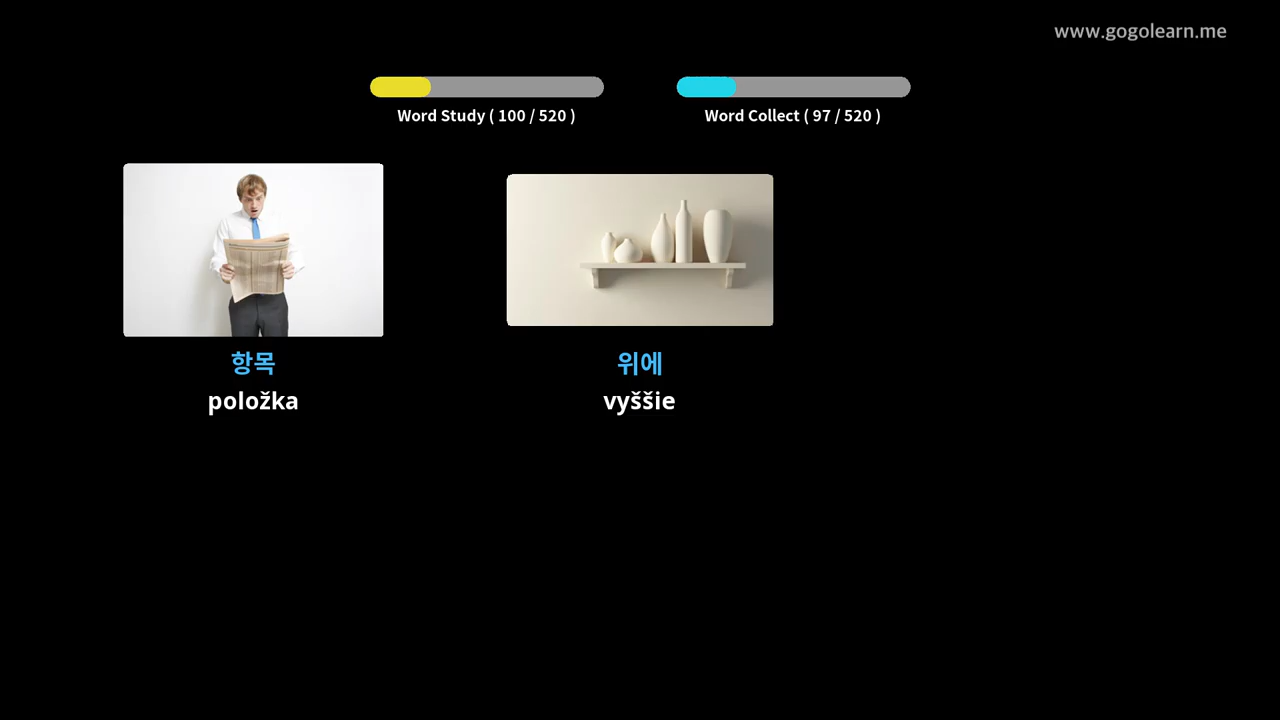 www.gogolearn.me
Word Study ( 100 / 520 )
Word Collect ( 97 / 520 )
항목
položka
위에
vyššie